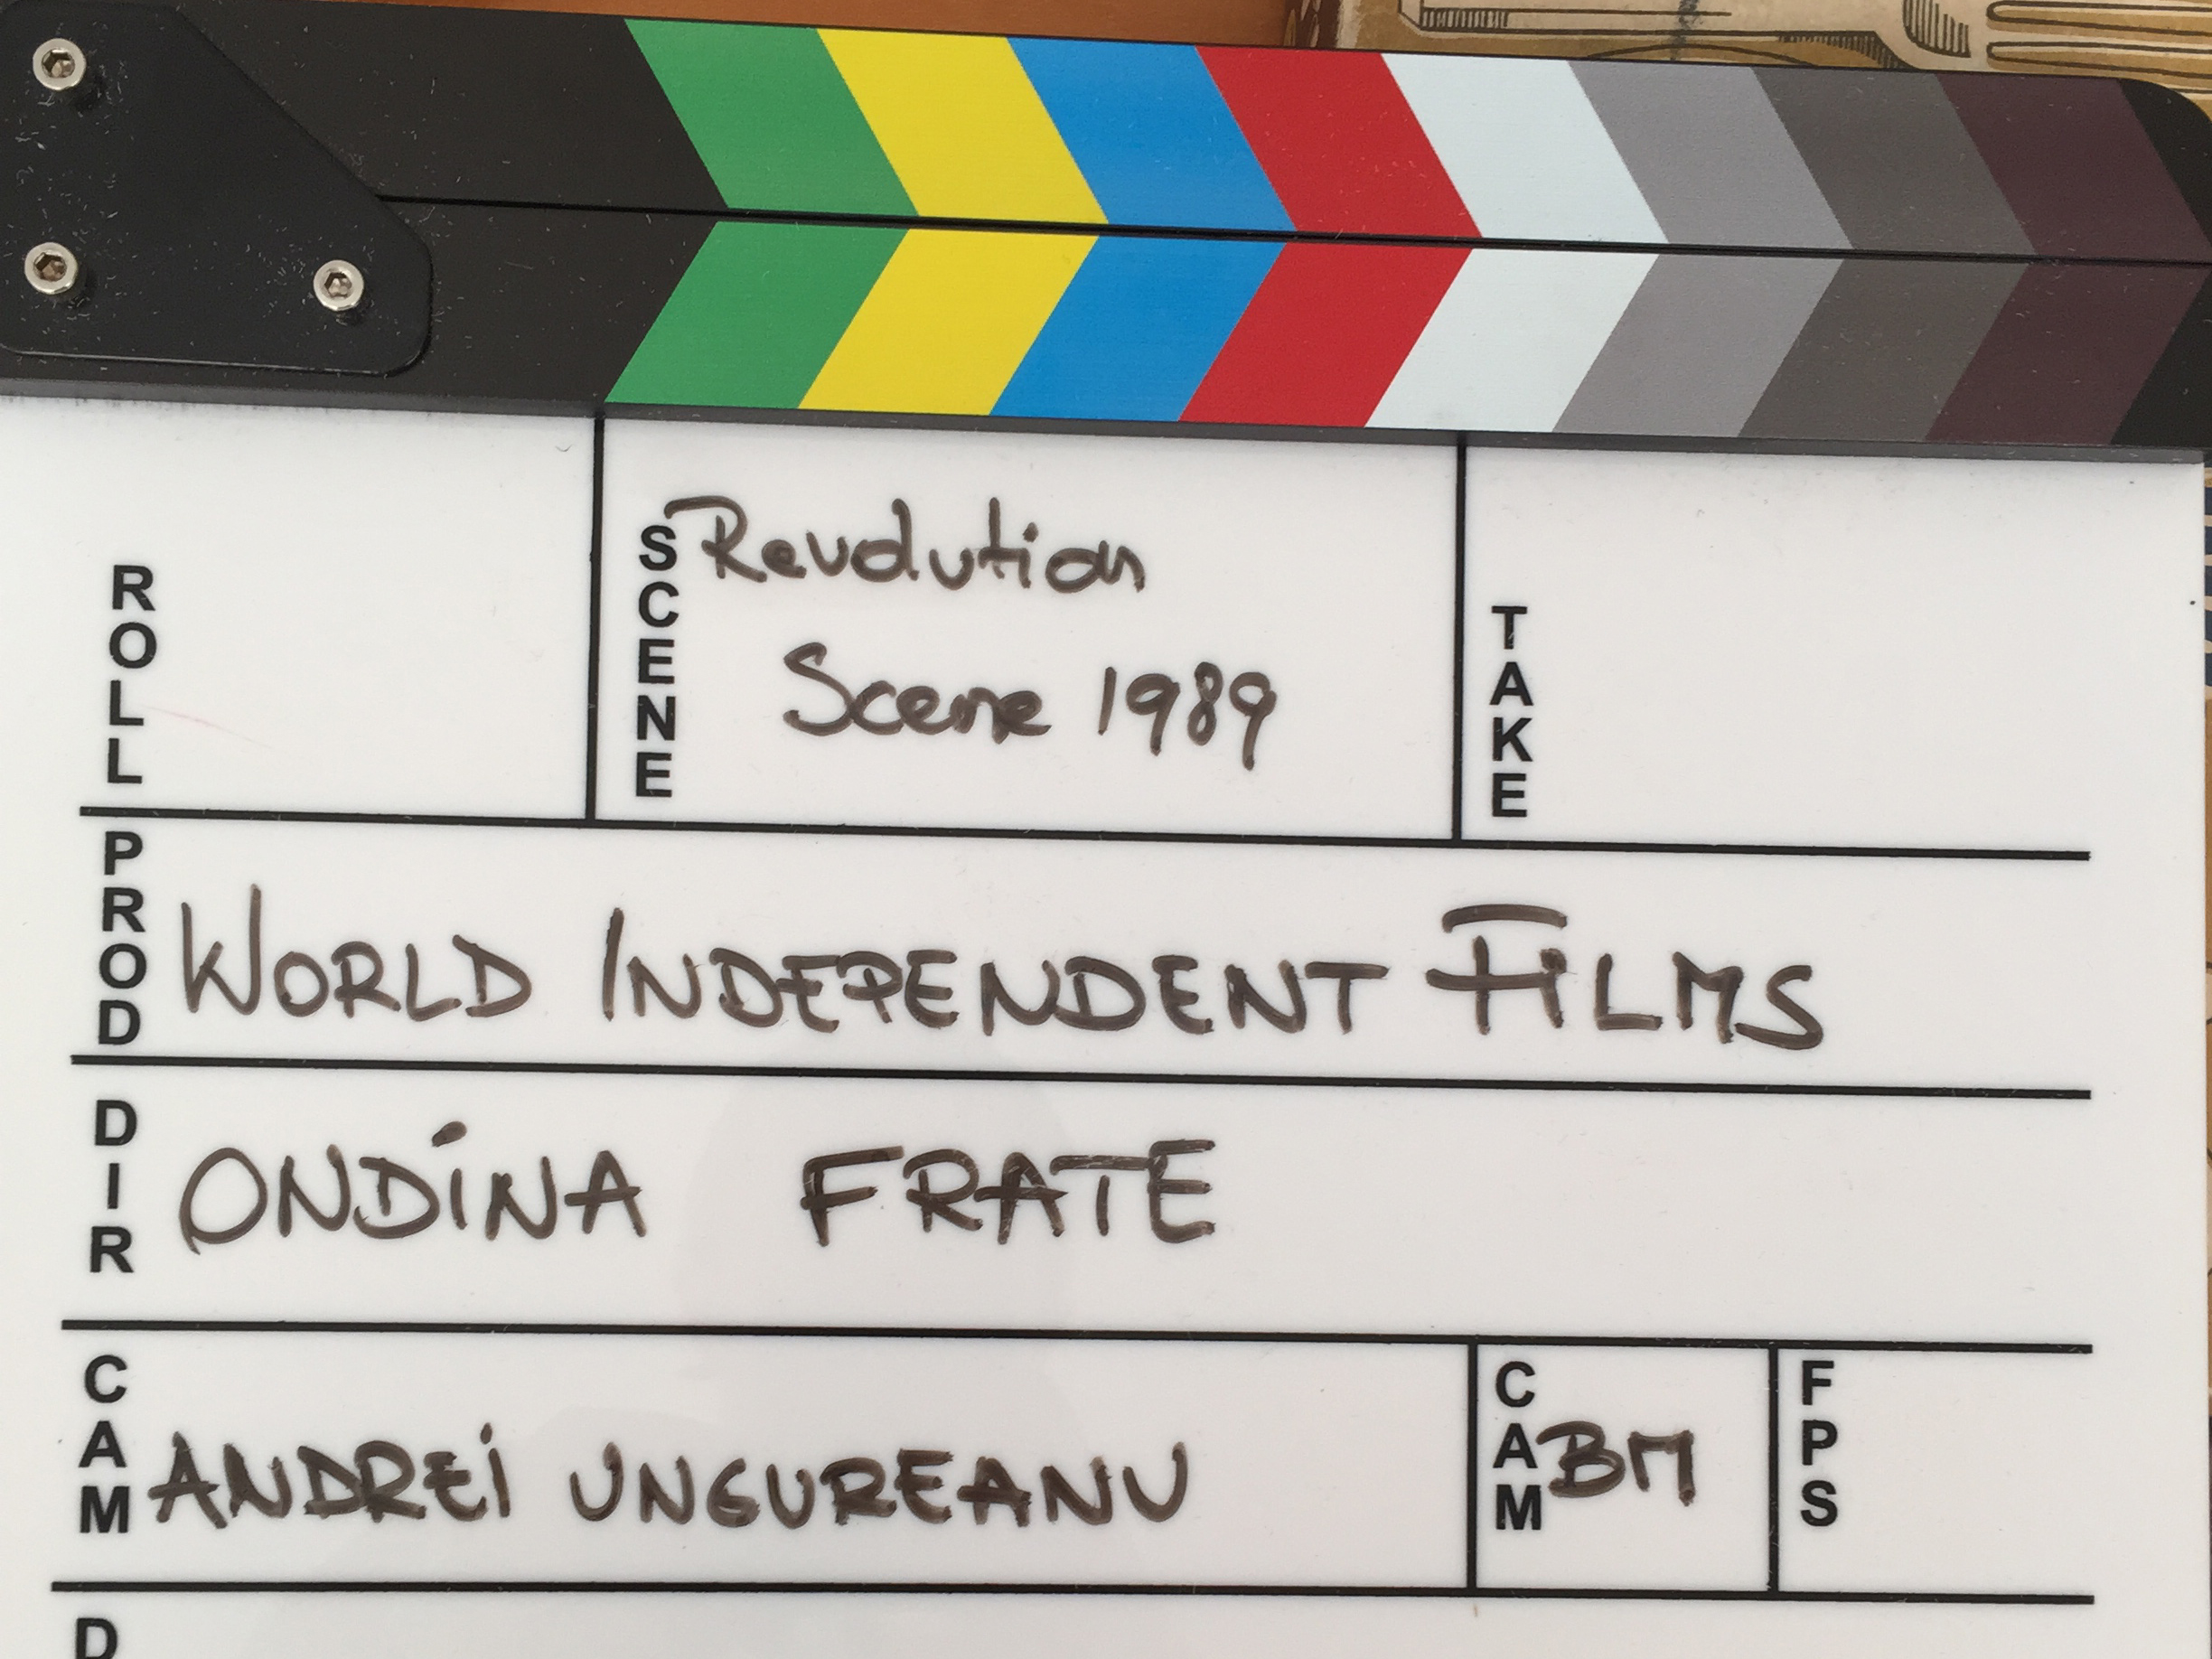 ROLL
SCENE Revolution
Scene 1989
TAKE
PROD WORLD INDEPENDENT FILMS
DIR ONDINA FRATE
CAM ANDREI UNGUREANU
CAM BM
FPS
D